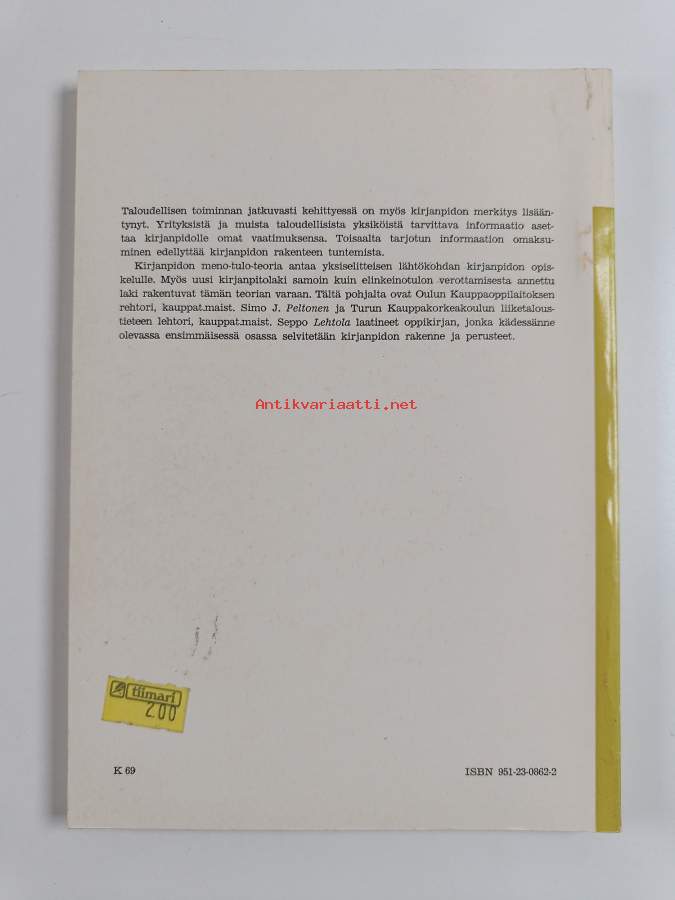 Taloudellisen toiminnan jatkuvasti kehittyessä on myös kirjanpidon merkitys lisään-
tynyt. Yrityksistä ja muista taloudellisista yksiköistä tarvittava informaatio aset-
taa kirjanpidolle omat vaatimuksensa. Toisaalta tarjotun informaation omaksu-
minen edellyttää kirjanpidon rakenteen tuntemista.
Kirjanpidon meno-tulo-teoria antaa yksiselitteisen lähtökohdan kirjanpidon opis-
kelulle. Myös uusi kirjanpitolaki samoin kuin elinkeinotulon verottamisesta annettu
laki rakentuvat tämän teorian varaan. Tältä pohjalta ovat Oulun Kauppaoppilaitoksen
rehtori, kauppat.maist. Simo J. Peltonen ja Turun Kauppakorkeakoulun liiketalous-
tieteen lehtori, kauppat.maist. Seppo Lehtola laatineet oppikirjan, jonka kädessänne
olevassa ensimmäisessä osassa selvitetään kirjanpidon rakenne ja perusteet.
Antikvariaatti.net
tiimari
200
K 69
ISBN 951-23-0862-2